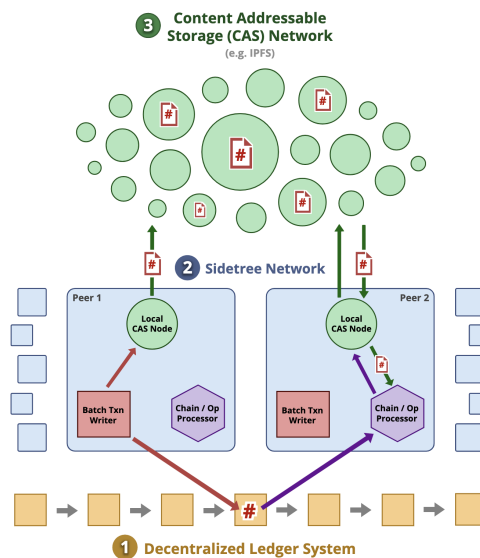 3 Content Addressable
Storage (CAS) Network
(e.g. IPFS)
#
#
#
#
#
#
#
2 Sidetree Network
Peer 1
Peer 2
Local
CAS Node
Local
CAS Node
#
Batch Txn
Writer
Chain / Op
Processor
Batch Txn
Writer
Chain / Op
Processor
#
1 Decentralized Ledger System